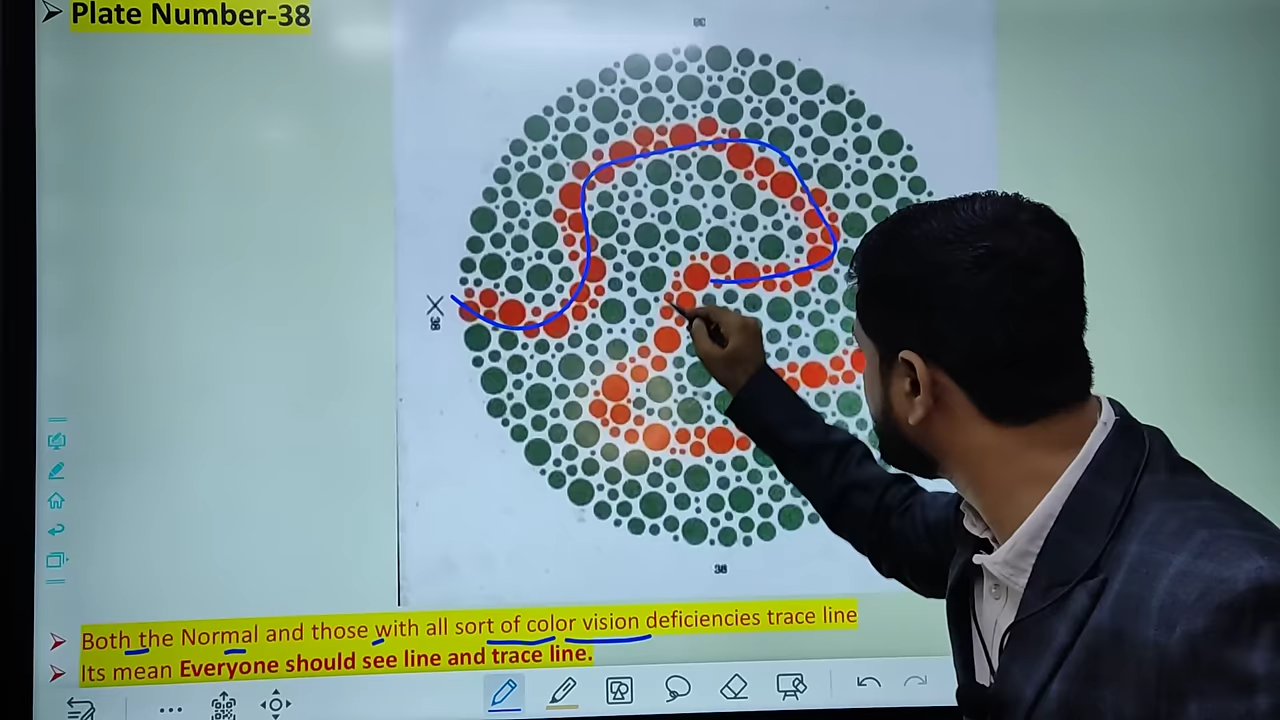 ➤ Plate Number-38
38
38
38
➤ Both the Normal and those with all sort of color vision deficiencies trace line
➤ Its mean Everyone should see line and trace line.